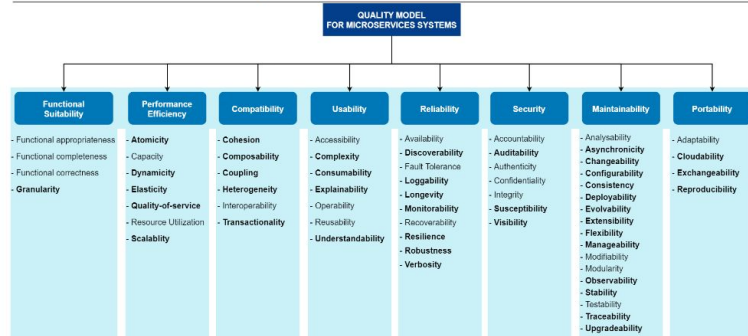 QUALITY MODEL
FOR MICROSERVICES SYSTEMS
Functional
Suitability
- Functional appropriateness
- Functional completeness
- Functional correctness
- Granularity
Performance
Efficiency
- Atomicity
- Capacity
- Dynamicity
- Elasticity
- Quality-of-service
- Resource Utilization
- Scalablity
Compatibility
- Cohesion
- Composability
- Coupling
- Heterogeneity
- Interoperability
- Transactionality
Usability
- Accessibility
- Complexity
- Consumability
- Explainability
- Operability
- Reusability
- Understandability
Reliability
- Availability
- Discoverability
- Fault Tolerance
- Loggability
- Longevity
- Monitorability
- Recoverability
- Resilience
- Robustness
- Verbosity
Security
- Accountability
- Auditability
- Authenticity
- Confidentiality
- Integrity
- Susceptibility
- Visibility
Maintainability
- Analysability
- Asynchronicity
- Changeability
- Configurability
- Consistency
- Deployability
- Evolvability
- Extensibility
- Flexibility
- Manageability
- Modifiability
- Modularity
- Observability
- Stability
- Testability
- Traceability
- Upgradeability
Portability
- Adaptability
- Cloudability
- Exchangeability
- Reproducibility